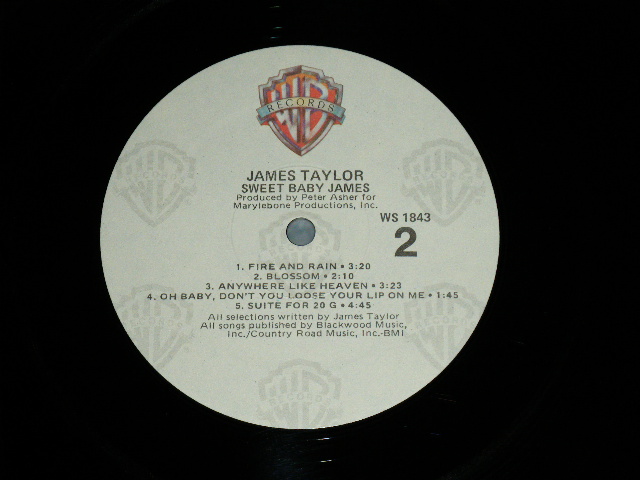 WB
RECORDS
JAMES TAYLOR
SWEET BABY JAMES
Produced by Peter Asher for
Marylebone Productions, Inc.
WS 1843
2
1. FIRE AND RAIN • 3:20
2. BLOSSOM • 2:10
3. ANYWHERE LIKE HEAVEN • 3:23
4. OH BABY, DON'T YOU LOOSE YOUR LIP ON ME • 1:45
5. SUITE FOR 20 G • 4:45
All selections written by James Taylor
All songs published by Blackwood Music,
Inc./Country Road Music, Inc.-BMI